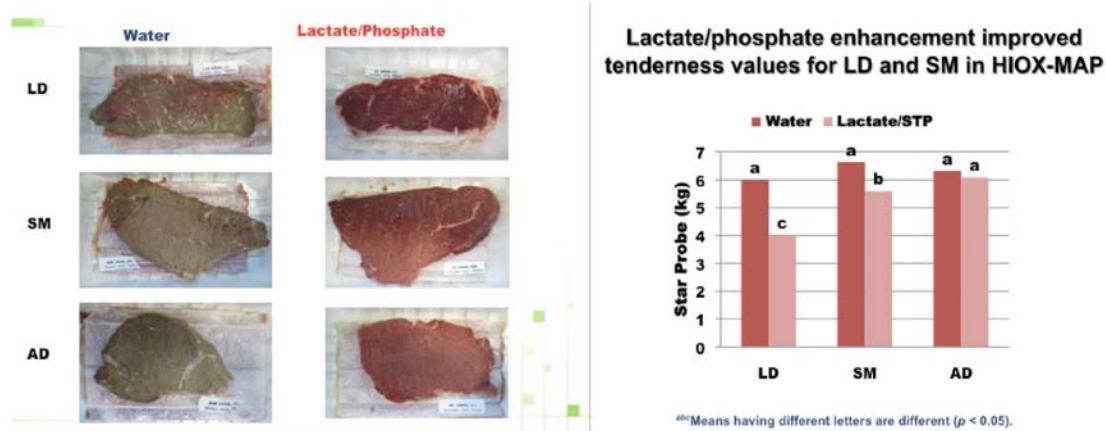 Water
Lactate/Phosphate
LD
SM
AD
Lactate/phosphate enhancement improved
tenderness values for LD and SM in HIOX-MAP
Water Lactate/STP
Star Probe (kg)
7
6
5
4
3
2
1
0
a
c
a
b
a
a
LD
SM
AD
abcMeans having different letters are different (p < 0.05).